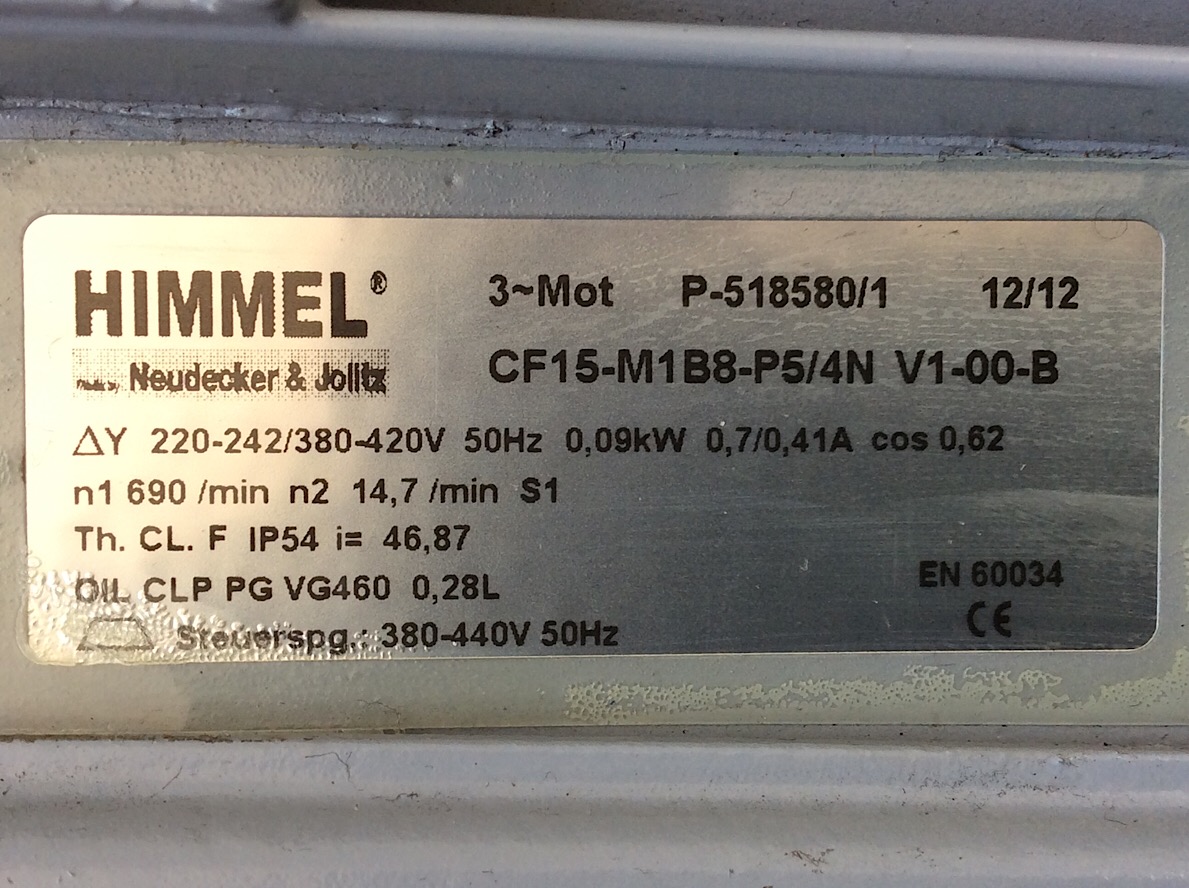 HIMMEL®
Neudecker & Jolitz
3~Mot P-518580/1 12/12
CF15-M1B8-P5/4N V1-00-B
ΔY 220-242/380-420V 50Hz 0,09kW 0,7/0,41A cos 0,62
n1 690 /min n2 14,7 /min S1
Th. CL. F IP54 i= 46,87
OIL CLP PG VG460 0,28L
EN 60034
CE
Steuerspg.: 380-440V 50Hz